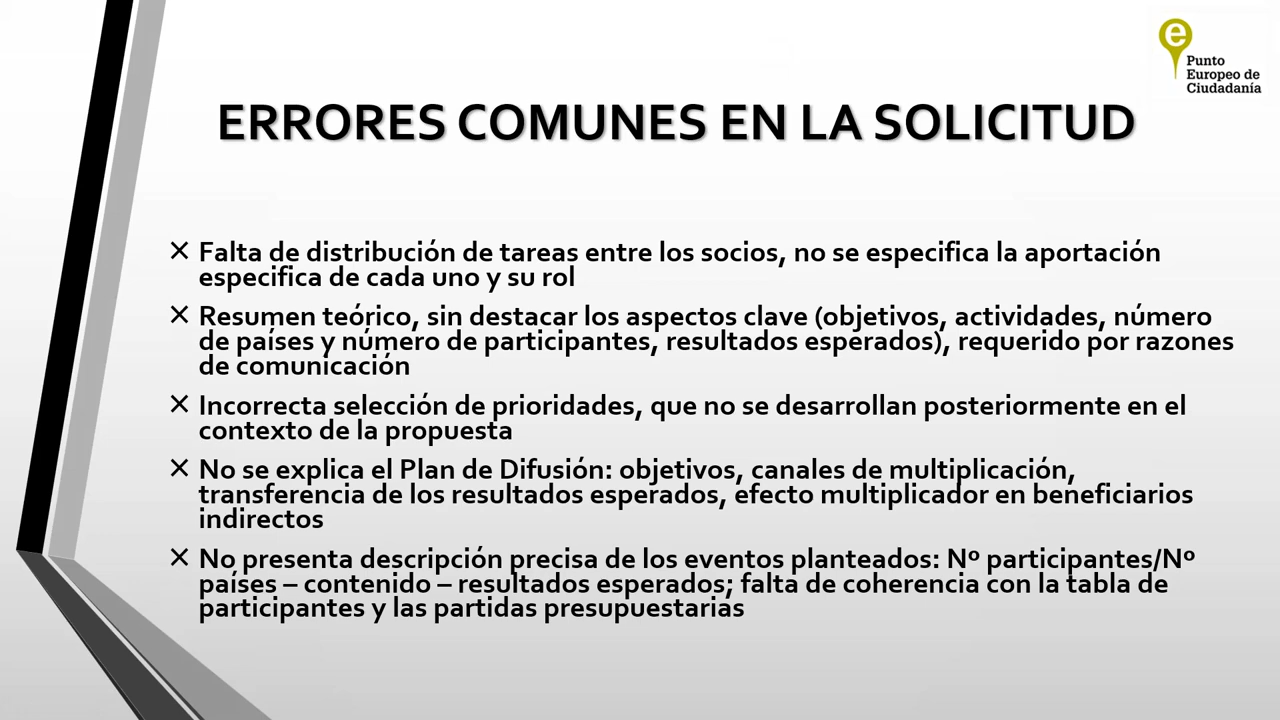 e
Punto
Europeo de
Ciudadanía
ERRORES COMUNES EN LA SOLICITUD
× Falta de distribución de tareas entre los socios, no se especifica la aportación
especifica de cada uno y su rol
× Resumen teórico, sin destacar los aspectos clave (objetivos, actividades, número
de países y número de participantes, resultados esperados), requerido por razones
de comunicación
× Incorrecta selección de prioridades, que no se desarrollan posteriormente en el
contexto de la propuesta
× No se explica el Plan de Difusión: objetivos, canales de multiplicación,
transferencia de los resultados esperados, efecto multiplicador en beneficiarios
indirectos
× No presenta descripción precisa de los eventos planteados: Nº participantes/Nº
países – contenido – resultados esperados; falta de coherencia con la tabla de
participantes y las partidas presupuestarias